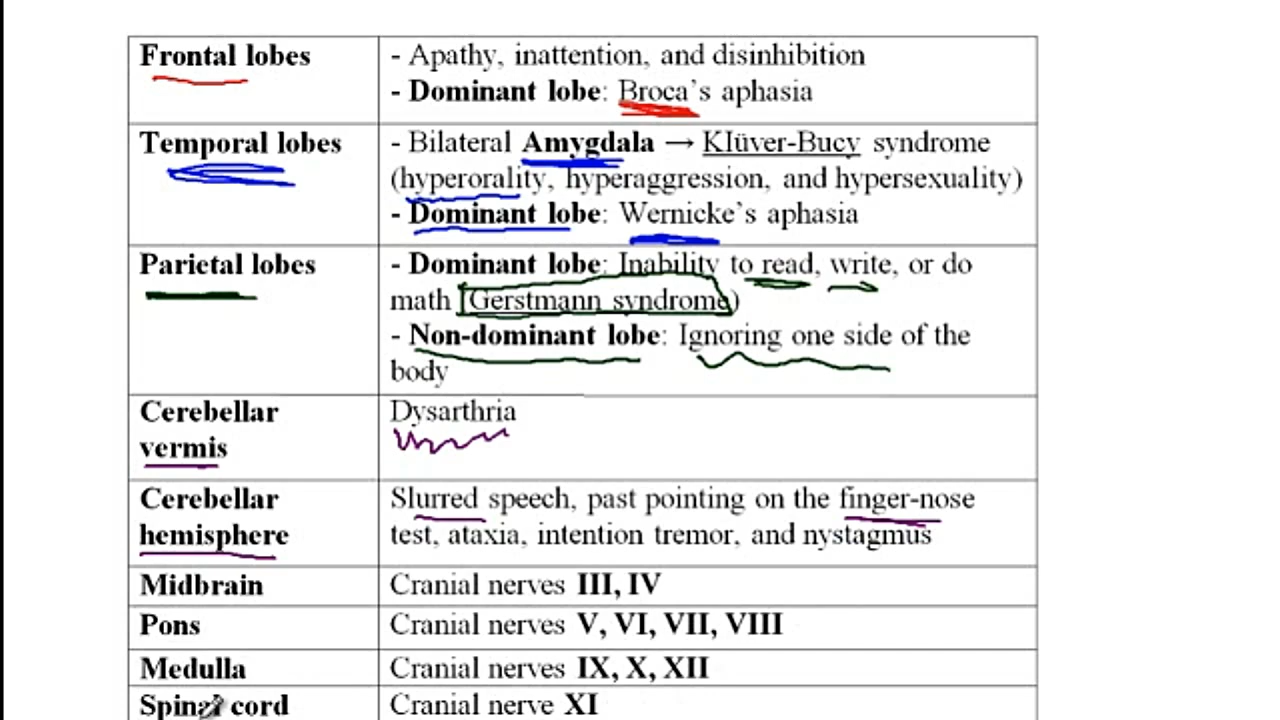 Frontal lobes
- Apathy, inattention, and disinhibition
- Dominant lobe: Broca's aphasia
Temporal lobes
- Bilateral Amygdala → Klüver-Bucy syndrome
(hyperorality, hyperaggression, and hypersexuality)
- Dominant lobe: Wernicke's aphasia
Parietal lobes
- Dominant lobe: Inability to read, write, or do
math (Gerstmann syndrome)
- Non-dominant lobe: Ignoring one side of the
body
Cerebellar
vermis
Dysarthria
Cerebellar
hemisphere
Slurred speech, past pointing on the finger-nose
test, ataxia, intention tremor, and nystagmus
Midbrain
Cranial nerves III, IV
Pons
Cranial nerves V, VI, VII, VIII
Medulla
Cranial nerves IX, X, XII
Spinal cord
Cranial nerve XI